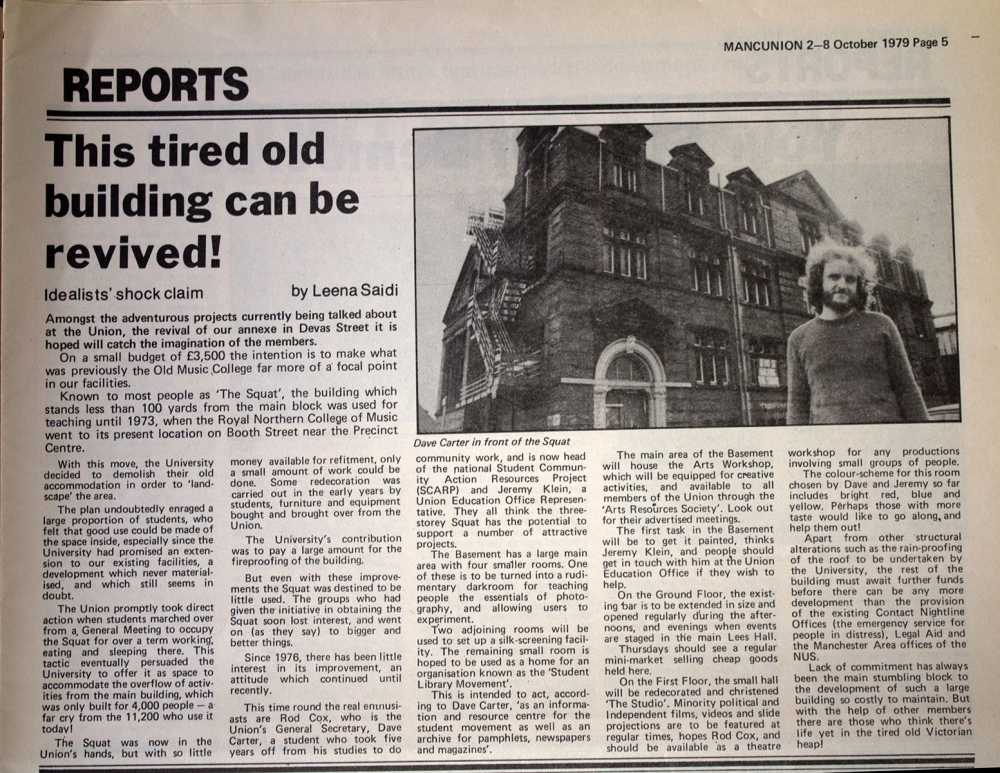 MANCUNION 2–8 October 1979 Page 5
REPORTS
This tired old
building can be
revived!
Idealists' shock claim by Leena Saidi
Amongst the adventurous projects currently being talked about
at the Union, the revival of our annexe in Devas Street it is
hoped will catch the imagination of the members.
On a small budget of £3,500 the intention is to make what
was previously the Old Music College far more of a focal point
in our facilities.
Known to most people as 'The Squat', the building which
stands less than 100 yards from the main block was used for
teaching until 1973, when the Royal Northern College of Music
went to its present location on Booth Street near the Precinct
Centre.
With this move, the University
decided to demolish their old
accommodation in order to 'land-
scape' the area.
The plan undoubtedly enraged a
large proportion of students, who
felt that good use could be made of
the space inside, especially since the
University had promised an exten-
sion to our existing facilities, a
development which never material-
ised, and which still seems in
doubt.
The Union promptly took direct
action when students marched over
from a General Meeting to occupy
the Squat for over a term working,
eating and sleeping there. This
tactic eventually persuaded the
University to offer it as space to
accommodate the overflow of activ-
ities from the main building, which
was only built for 4,000 people – a
far cry from the 11,200 who use it
today!
The Squat was now in the
Union's hands, but with so little
money available for refitment, only
a small amount of work could be
done. Some redecoration was
carried out in the early years by
students, furniture and equipment
bought and brought over from the
Union.
The University's contribution
was to pay a large amount for the
fireproofing of the building.
But even with these improve-
ments the Squat was destined to be
little used. The groups who had
given the initiative in obtaining the
Squat soon lost interest, and went
on (as they say) to bigger and
better things.
Since 1976, there has been little
interest in its improvement, an
attitude which continued until
recently.
This time round the real enthusi-
asts are Rod Cox, who is the
Union's General Secretary, Dave
Carter, a student who took five
years off from his studies to do
Dave Carter in front of the Squat
community work, and is now head
of the national Student Commun-
ity Action Resources Project
(SCARP) and Jeremy Klein, a
Union Education Office Represen-
tative. They all think the three-
storey Squat has the potential to
support a number of attractive
projects.
The Basement has a large main
area with four smaller rooms. One
of these is to be turned into a rudi-
mentary darkroom for teaching
people the essentials of photo-
graphy, and allowing users to
experiment.
Two adjoining rooms will be
used to set up a silk-screening facil-
ity. The remaining small room is
hoped to be used as a home for an
organisation known as the 'Student
Library Movement'.
This is intended to act, accord-
ing to Dave Carter, 'as an informa-
tion and resource centre for the
student movement as well as an
archive for pamphlets, newspapers
and magazines'.
The main area of the Basement
will house the Arts Workshop,
which will be equipped for creative
activities, and available to all
members of the Union through the
'Arts Resources Society'. Look out
for their advertised meetings.
The first task in the Basement
will be to get it painted, thinks
Jeremy Klein, and people should
get in touch with him at the Union
Education Office if they wish to
help.
On the Ground Floor, the exist-
ing bar is to be extended in size and
opened regularly during the after-
noons, and evenings when events
are staged in the main Lees Hall.
Thursdays should see a regular
mini-market selling cheap goods
held here.
On the First Floor, the small hall
will be redecorated and christened
'The Studio'. Minority political and
Independent films, videos and slide
projections are to be featured at
regular times, hopes Rod Cox, and
should be available as a theatre
workshop for any productions
involving small groups of people.
The colour-scheme for this room
chosen by Dave and Jeremy so far
includes bright red, blue and
yellow. Perhaps those with more
taste would like to go along and
help them out!
Apart from other structural
alterations such as the rain-proofing
of the roof to be undertaken by
the University, the rest of the
building must await further funds
before there can be any more
development than the provision
of the existing Contact Nightline
Offices (the emergency service for
people in distress), Legal Aid and
the Manchester Area offices of the
NUS.
Lack of commitment has always
been the main stumbling block to
the development of such a large
building so costly to maintain. But
with the help of other members
there are those who think there's
life yet in the tired old Victorian
heap!